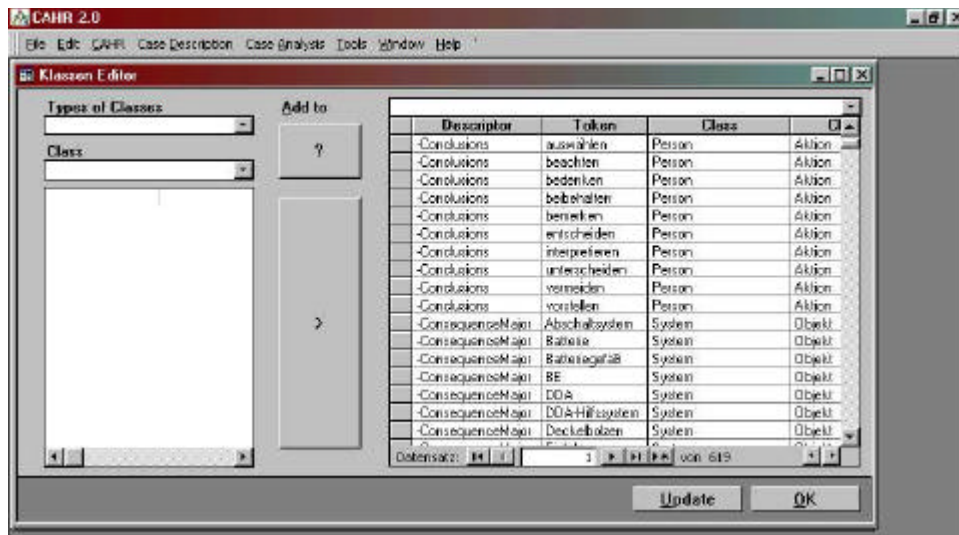 CAHR 2.0
File Edit CAHR Case Description Case Analysis Tools Window Help
Klassen Editor
Types of Classes
Add to
Class
?
>
Descriptor Token Class Cl
-Conclusions auswählen Person Aktion
-Conclusions beachten Person Aktion
-Conclusions bedenken Person Aktion
-Conclusions beibehalten Person Aktion
-Conclusions bemerken Person Aktion
-Conclusions entscheiden Person Aktion
-Conclusions interpretieren Person Aktion
-Conclusions unterscheiden Person Aktion
-Conclusions vermeiden Person Aktion
-Conclusions vorstellen Person Aktion
-ConsequenceMajor Abschaltsystem System Objekt
-ConsequenceMajor Batterie System Objekt
-ConsequenceMajor Batteriegefäß System Objekt
-ConsequenceMajor BE System Objekt
-ConsequenceMajor DDA System Objekt
-ConsequenceMajor DDA-Hilfssystem System Objekt
-ConsequenceMajor Deckelbolzen System Objekt
Datensatz: 1 von 619
Update OK